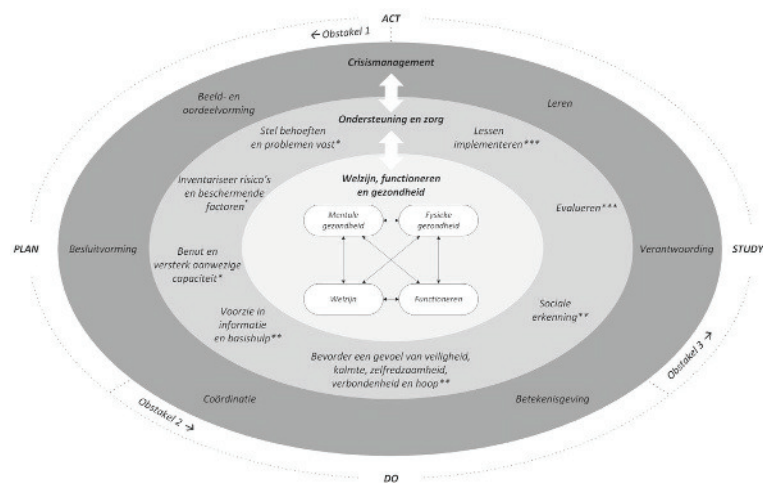 ACT
← Obstakel 1
Crisismanagement
Beeld- en
oordeelvorming
Leren
Ondersteuning en zorg
Stel behoeften
en problemen vast*
Lessen
implementeren***
Inventariseer risico's
en beschermende
factoren*
Welzijn, functioneren
en gezondheid
Evalueren***
Mentale
gezondheid
Fysieke
gezondheid
PLAN
Besluitvorming
Verantwoording
STUDY
Benut en
versterk aanwezige
capaciteit*
Welzijn
Functioneren
Sociale
erkenning**
Voorzie in
informatie
en basishulp**
Bevorder een gevoel van veiligheid,
kalmte, zelfredzaamheid,
verbondenheid en hoop**
Obstakel 3 →
Coördinatie
Betekenisgeving
Obstakel 2 →
DO